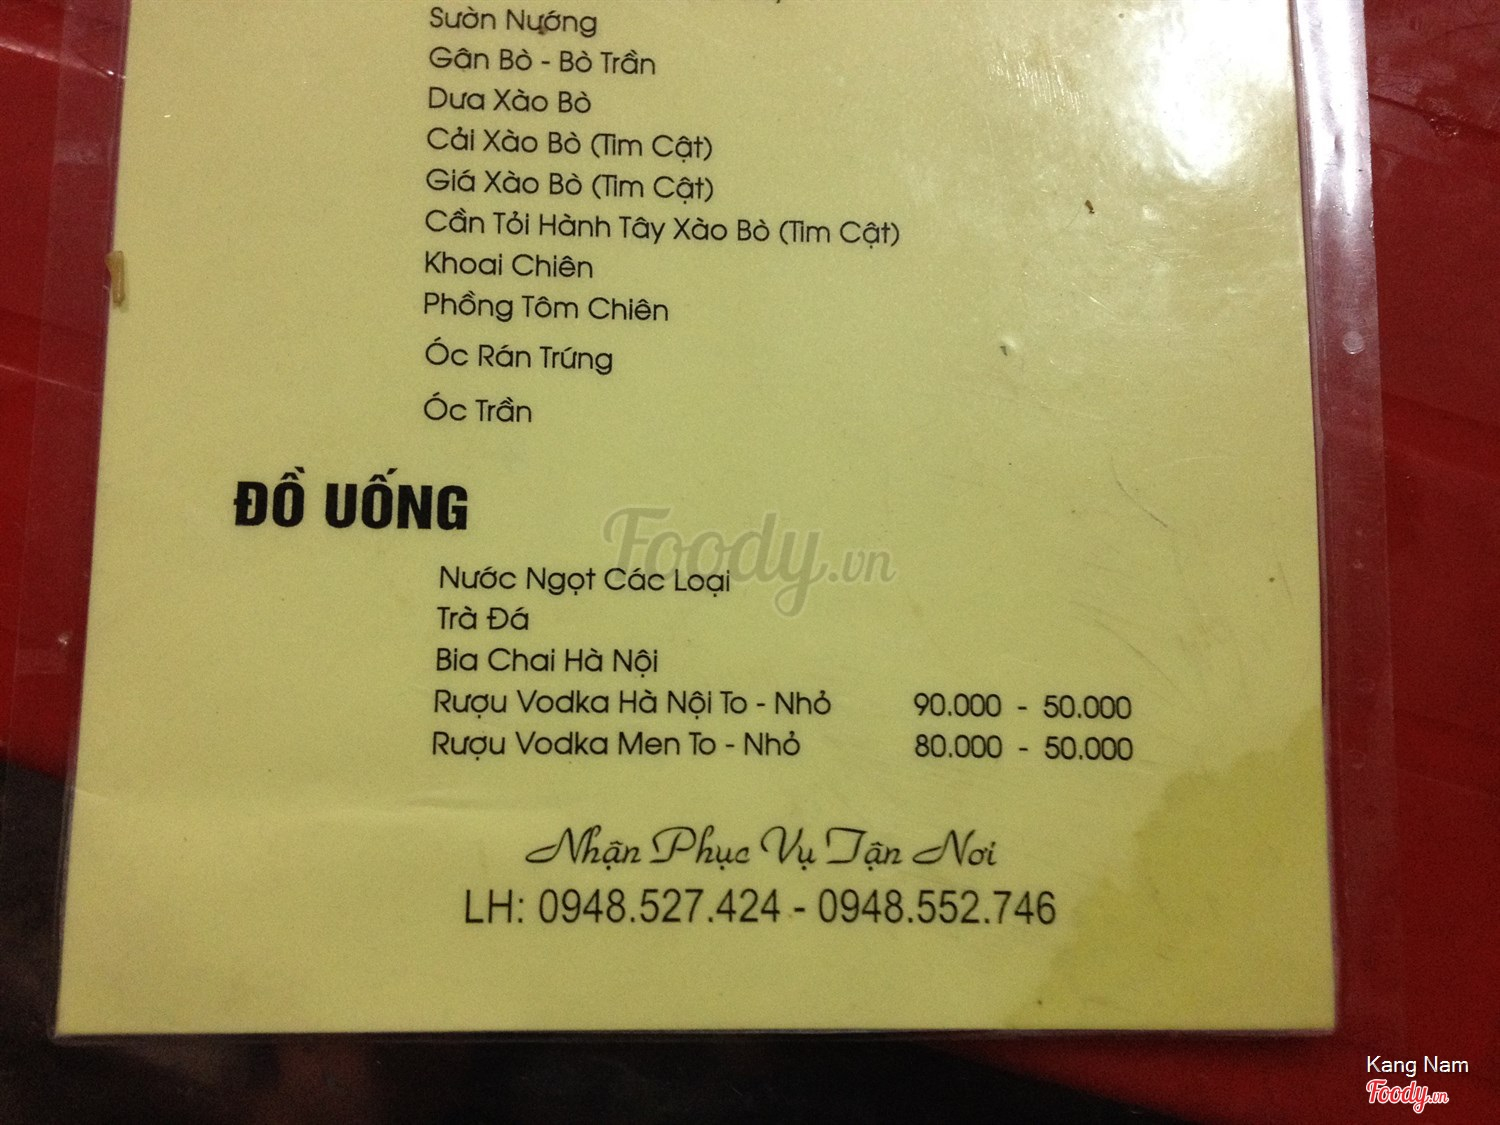 Sườn Nướng
Gân Bò - Bò Trần
Dưa Xào Bò
Cải Xào Bò (Tim Cật)
Giá Xào Bò (Tim Cật)
Cần Tỏi Hành Tây Xào Bò (Tim Cật)
Khoai Chiên
Phồng Tôm Chiên
Óc Rán Trứng
Óc Trần
ĐỒ UỐNG
Foody.vn
Nước Ngọt Các Loại
Trà Đá
Bia Chai Hà Nội
Rượu Vodka Hà Nội To - Nhỏ 90.000 - 50.000
Rượu Vodka Men To - Nhỏ 80.000 - 50.000
Nhận Phục Vụ Tận Nơi
LH: 0948.527.424 - 0948.552.746
Kang Nam
Foody.vn